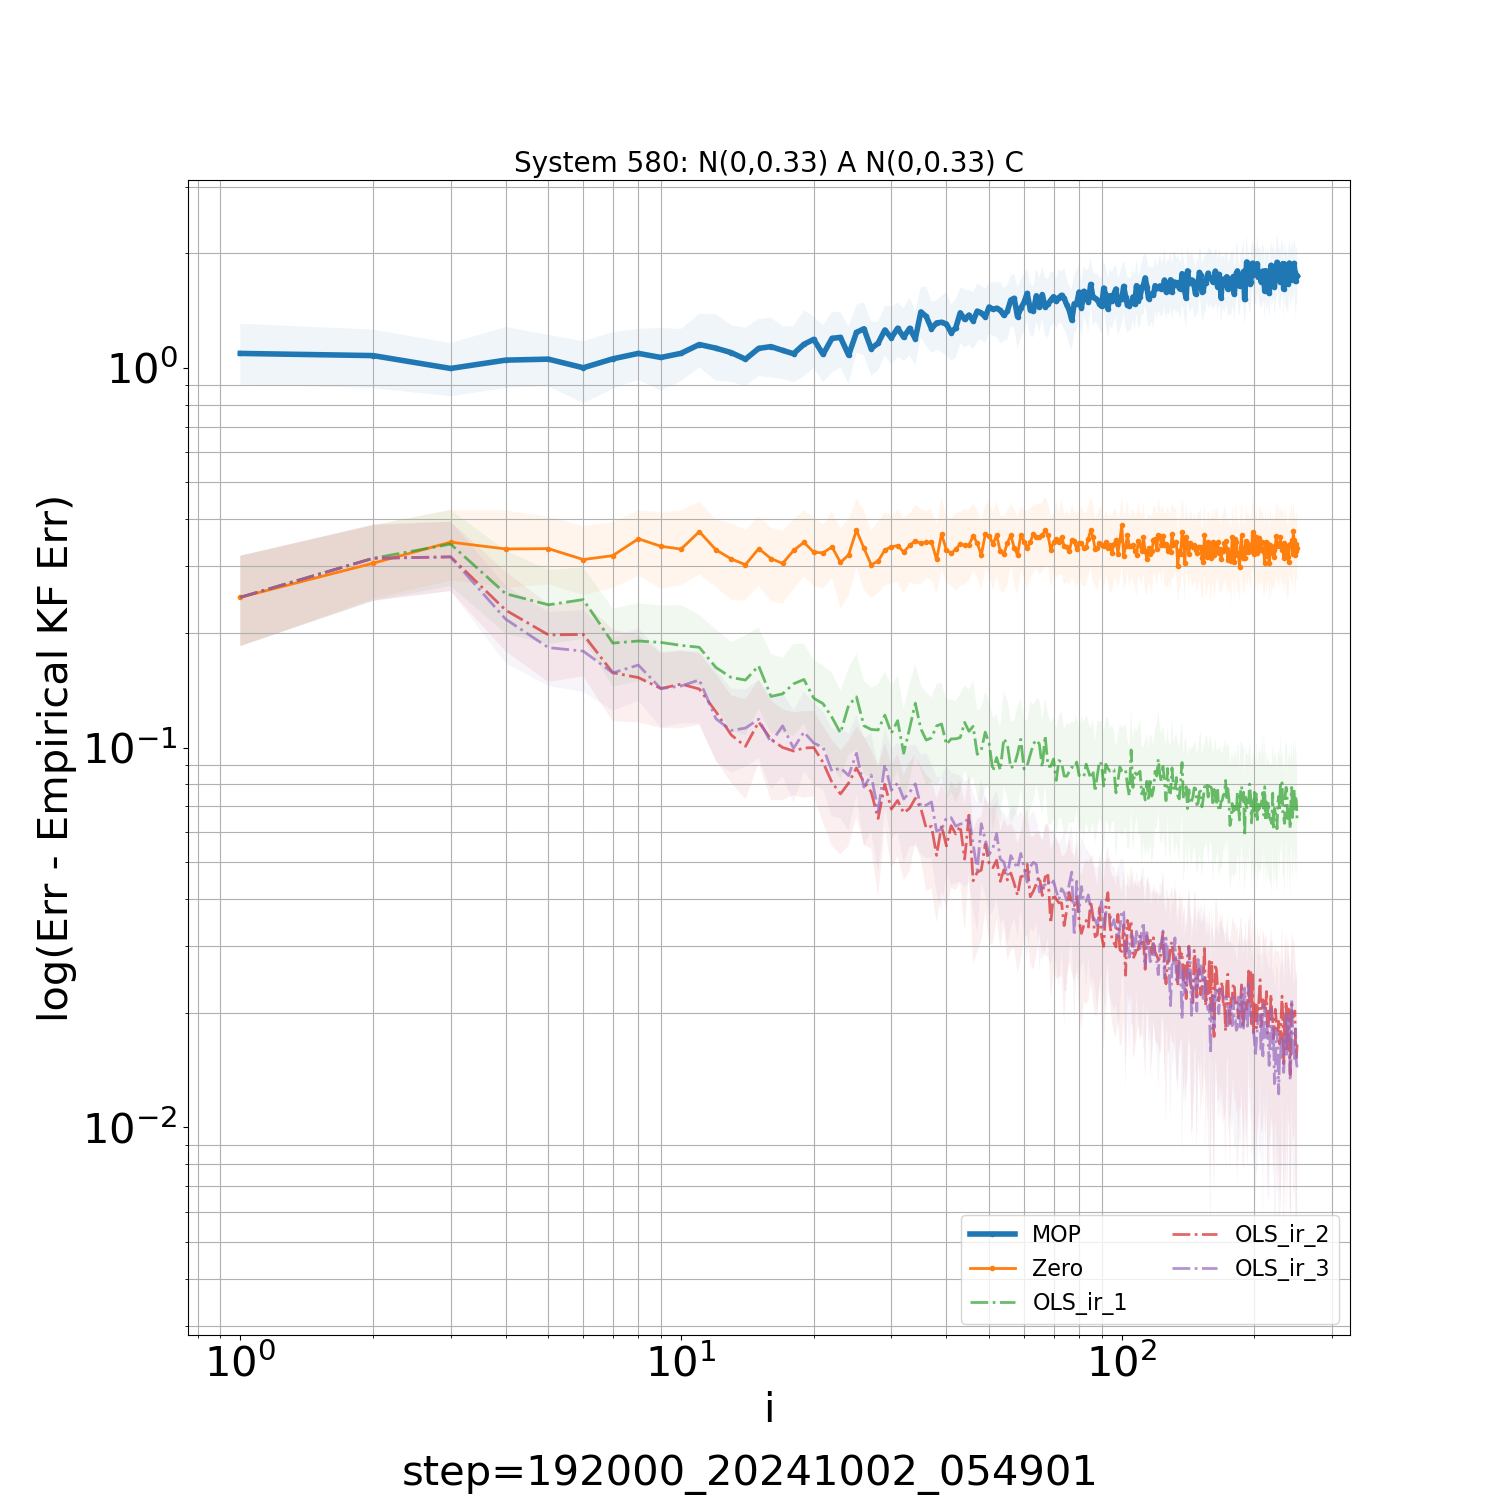 System 580: N(0,0.33) A N(0,0.33) C
log(Err - Empirical KF Err)
10^0
10^-1
10^-2
10^0
10^1
10^2
i
MOP
Zero
OLS_ir_1
OLS_ir_2
OLS_ir_3
step=192000_20241002_054901